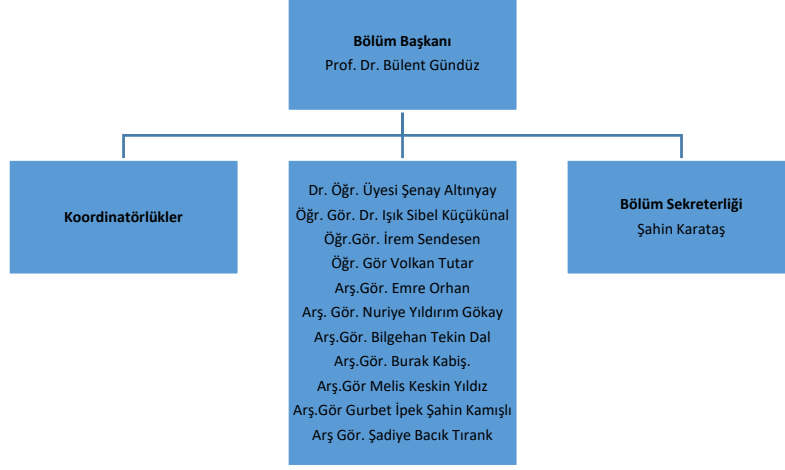 Bölüm Başkanı
Prof. Dr. Bülent Gündüz
Koordinatörlükler
Dr. Öğr. Üyesi Şenay Altınyay
Öğr. Gör. Dr. Işık Sibel Küçükünal
Öğr.Gör. İrem Sendesen
Öğr. Gör Volkan Tutar
Arş.Gör. Emre Orhan
Arş. Gör. Nuriye Yıldırım Gökay
Arş.Gör. Bilgehan Tekin Dal
Arş.Gör. Burak Kabiş.
Arş.Gör Melis Keskin Yıldız
Arş.Gör Gurbet İpek Şahin Kamışlı
Arş Gör. Şadiye Bacık Tırank
Bölüm Sekreterliği
Şahin Karataş